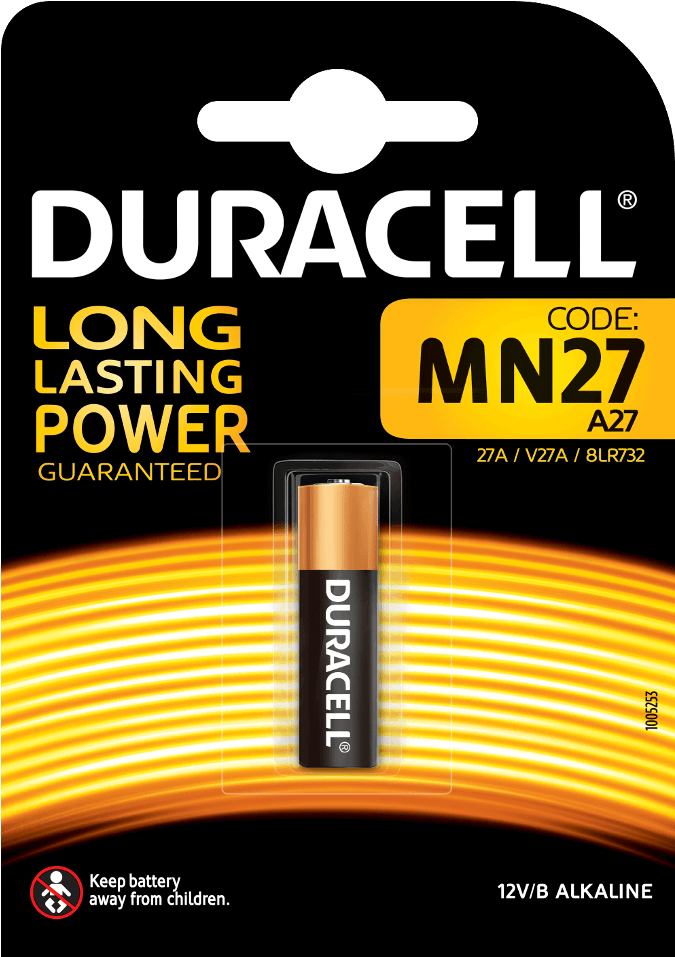 DURACELL®
LONG
LASTING
POWER
GUARANTEED
CODE:
MN27
A27
27A / V27A / 8LR732
DURACELL®
1005253
Keep battery
away from children.
12V/B ALKALINE